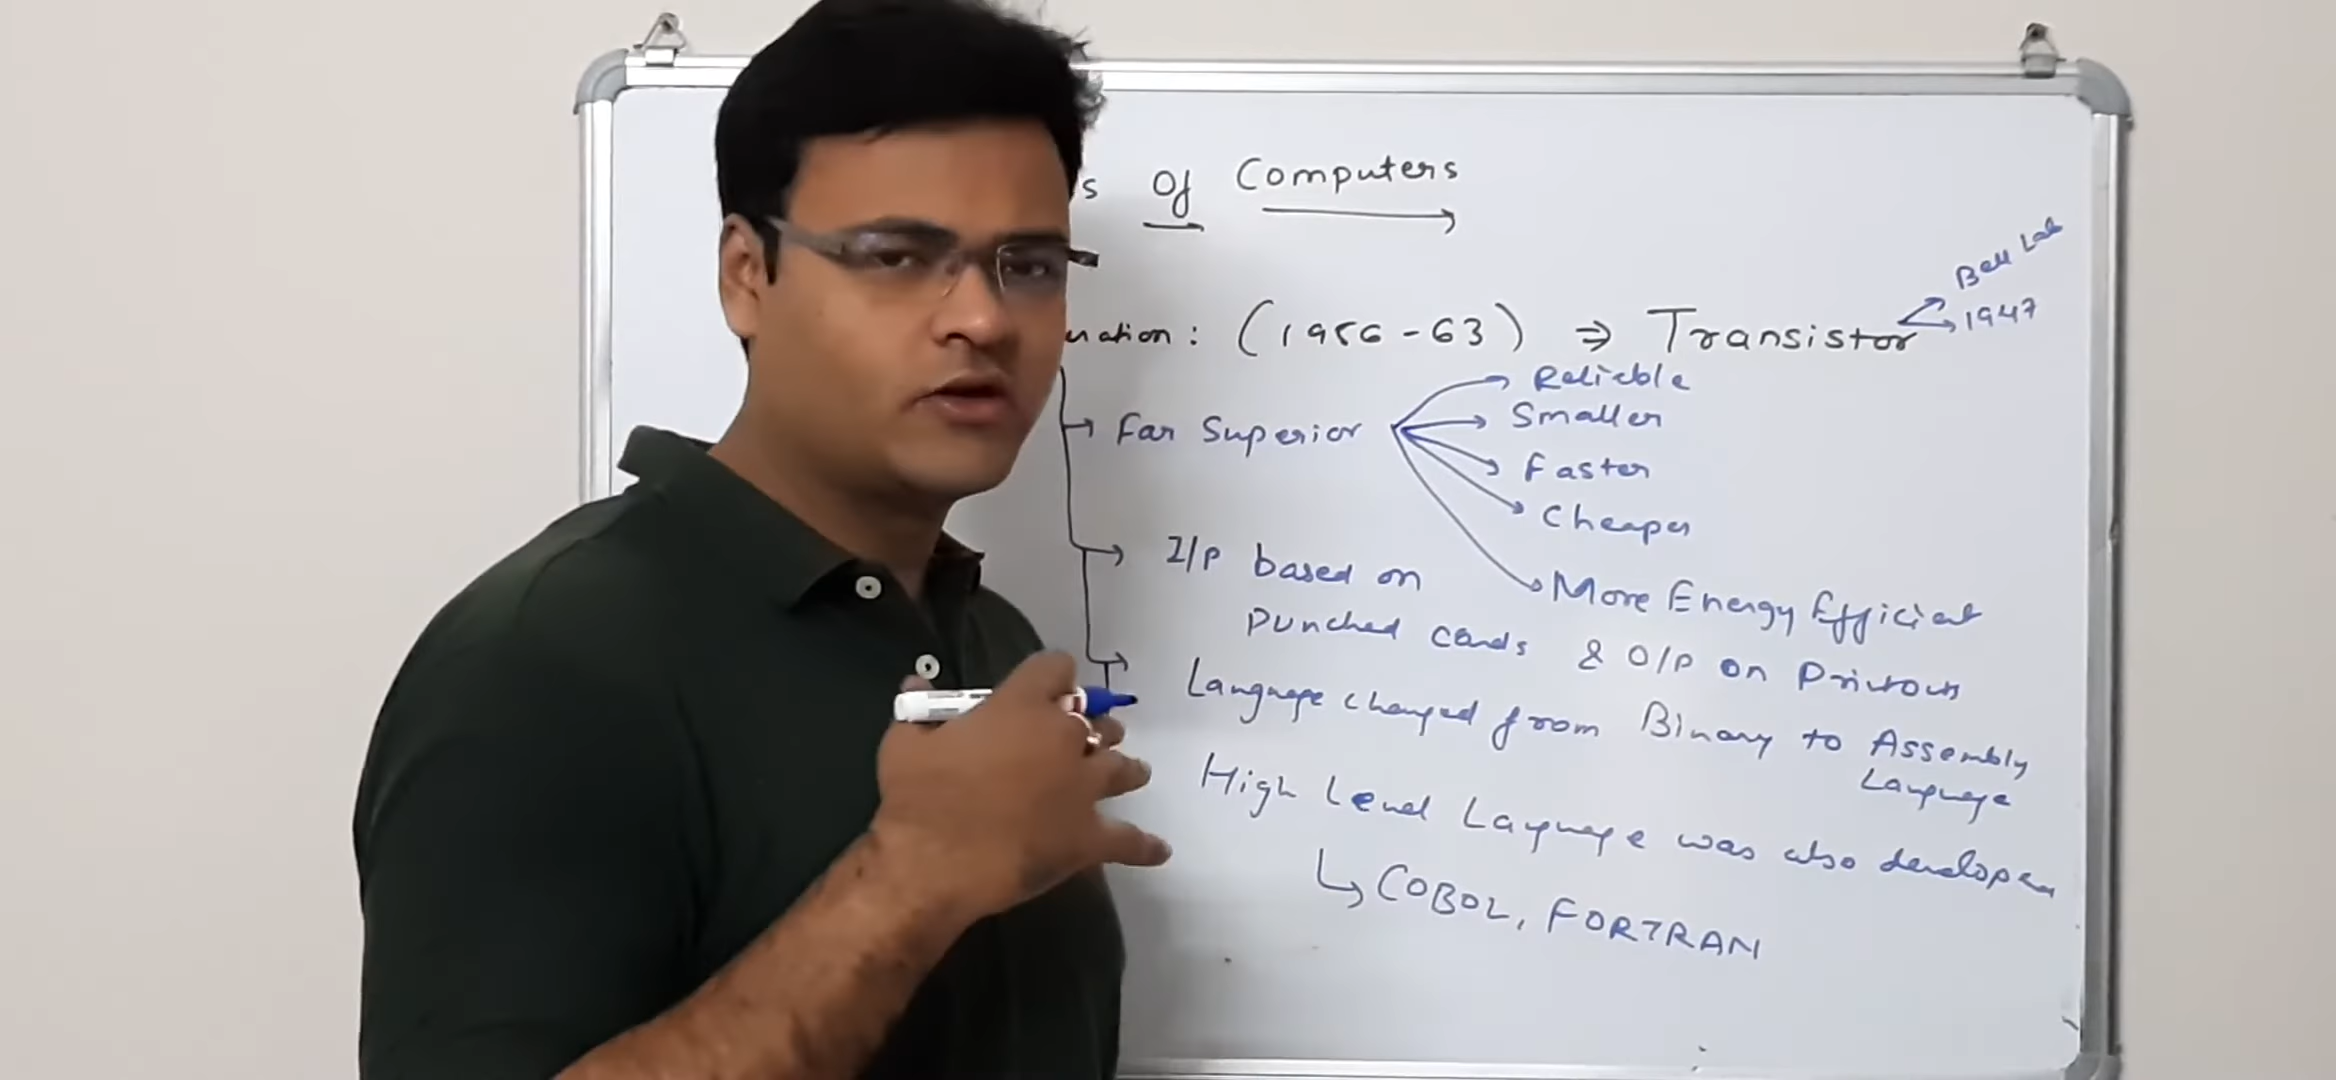 s Of Computers
Bell Lab
uation: (1956-63) ⇒ Transistor
1947
Reliable
Far Superior
Smaller
Faster
Cheaper
I/P based on
More Energy Efficient
Punched Cards & O/P on Printouts
Language changed from Binary to Assembly
Language
High Level Language was also developed
COBOL, FORTRAN